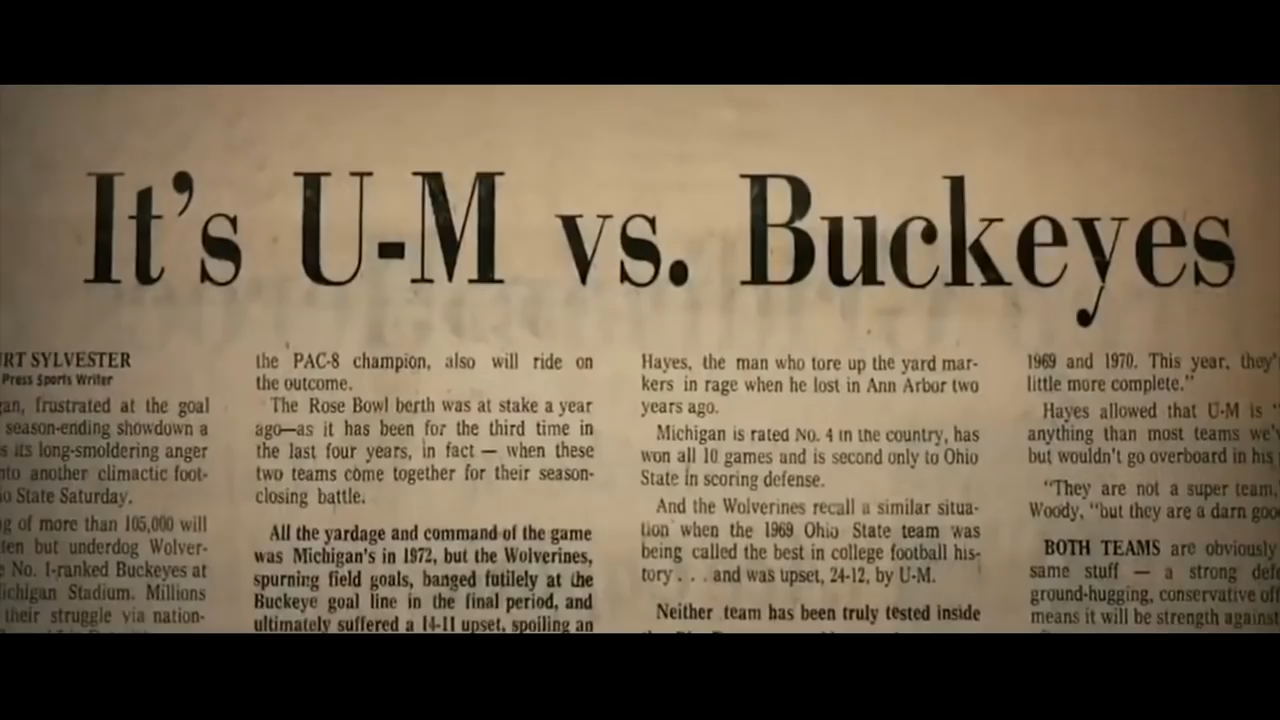 It's U-M vs. Buckeyes
RT SYLVESTER
Press Sports Writer
gan, frustrated at the goal
season-ending showdown a
s its long-smoldering anger
nto another climactic foot-
io State Saturday.
ng of more than 105,000 will
ten but underdog Wolver-
e No. 1-ranked Buckeyes at
ichigan Stadium. Millions
their struggle via nation-
the PAC-8 champion, also will ride on
the outcome.
The Rose Bowl berth was at stake a year
ago—as it has been for the third time in
the last four years, in fact — when these
two teams come together for their season-
closing battle.
All the yardage and command of the game
was Michigan's in 1972, but the Wolverines,
spurning field goals, banged futilely at the
Buckeye goal line in the final period, and
ultimately suffered a 14-11 upset, spoiling an
Hayes, the man who tore up the yard mar-
kers in rage when he lost in Ann Arbor two
years ago.
Michigan is rated No. 4 in the country, has
won all 10 games and is second only to Ohio
State in scoring defense.
And the Wolverines recall a similar situa-
tion when the 1969 Ohio State team was
being called the best in college football his-
tory . . . and was upset, 24-12, by U-M.
Neither team has been truly tested inside
1969 and 1970. This year, they'
little more complete."
Hayes allowed that U-M is "
anything than most teams we'v
but wouldn't go overboard in his
"They are not a super team,
Woody, "but they are a darn goo
BOTH TEAMS are obviously
same stuff — a strong defe
ground-hugging, conservative off
means it will be strength against